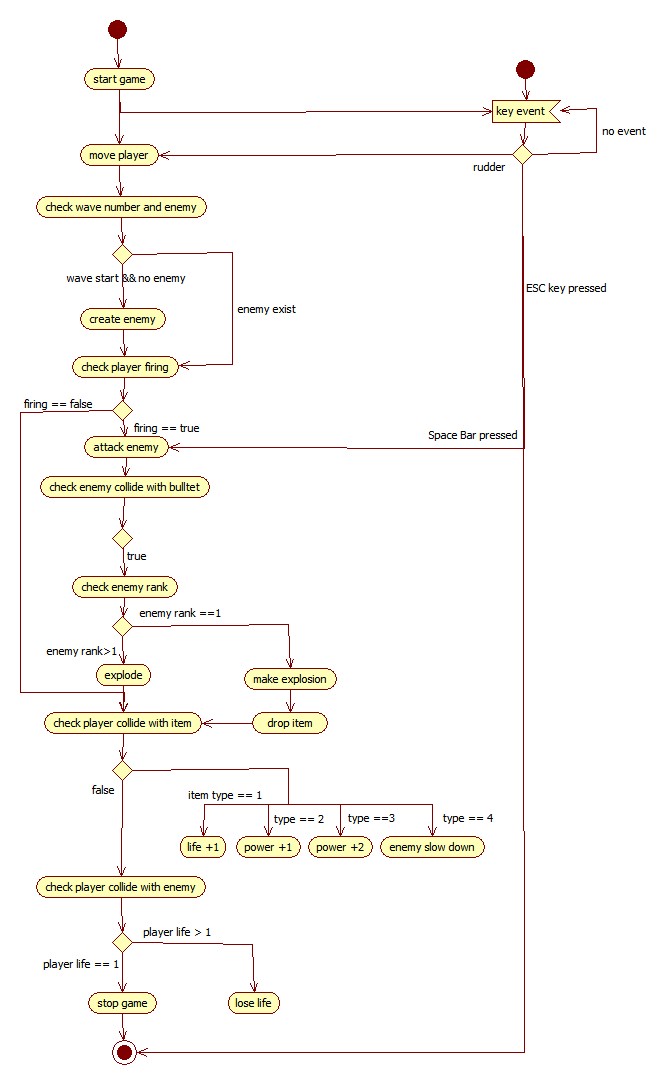 start game
key event
no event
move player
rudder
check wave number and enemy
wave start && no enemy
ESC key pressed
enemy exist
create enemy
check player firing
firing == false
firing == true
Space Bar pressed
attack enemy
check enemy collide with bulltet
true
check enemy rank
enemy rank ==1
enemy rank>1
explode
make explosion
check player collide with item
drop item
false
item type == 1
type == 2
type ==3
type == 4
life +1
power +1
power +2
enemy slow down
check player collide with enemy
player life > 1
player life == 1
stop game
lose life